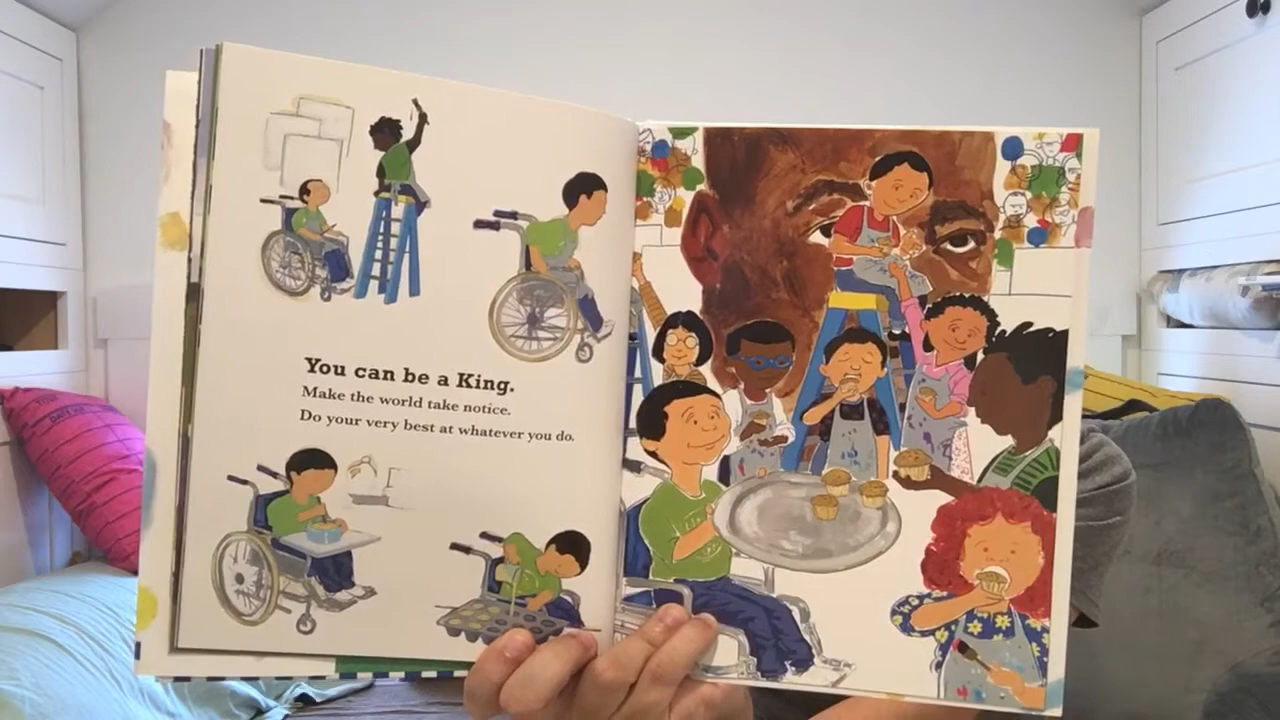 You can be a King.
Make the world take notice.
Do your very best at whatever you do.